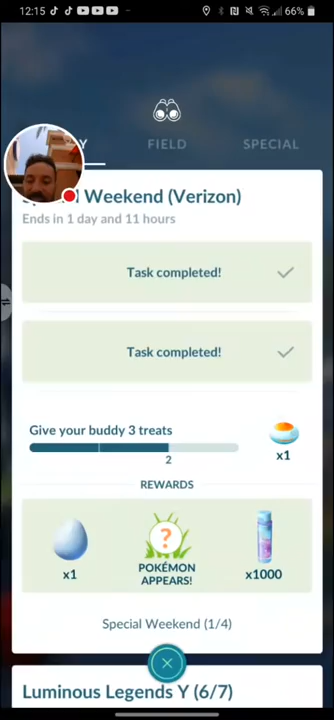 12:15
66%
FIELD
SPECIAL
Weekend (Verizon)
Ends in 1 day and 11 hours
Task completed!
Task completed!
Give your buddy 3 treats
2
x1
REWARDS
?
x1
POKÉMON
APPEARS!
x1000
Special Weekend (1/4)
Luminous Legends Y (6/7)